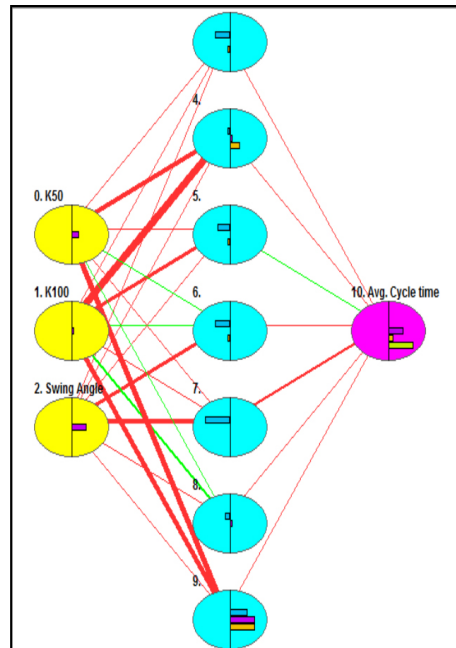 4.
0. K50
5.
1. K100
6.
10. Avg. Cycle time
2. Swing Angle
7.
8.
9.